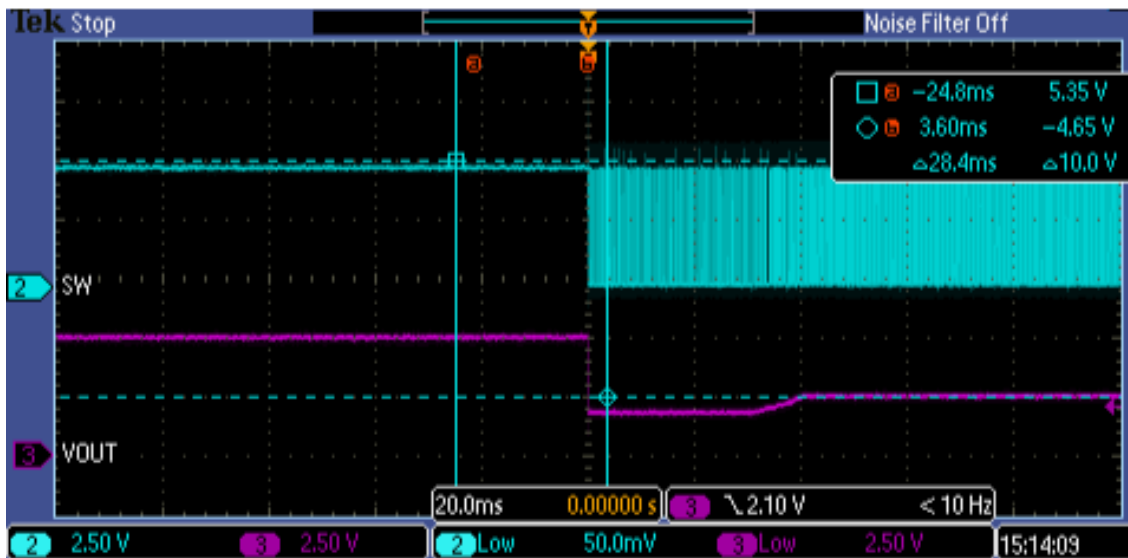 Tek Stop Noise Filter Off
a b
a −24.8ms 5.35 V
b 3.60ms −4.65 V
△28.4ms △10.0 V
2 SW
3 VOUT
20.0ms 0.00000 s 3 \ 2.10 V < 10 Hz
2 2.50 V 3 2.50 V 2 Low 50.0mV 3 Low 2.50 V 15:14:09